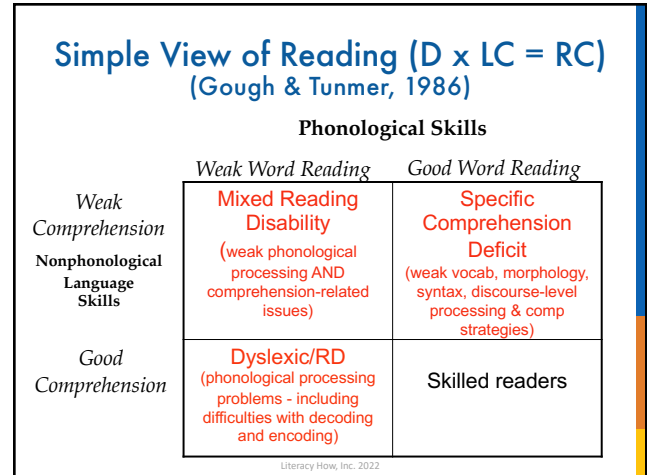 Simple View of Reading (D x LC = RC)
(Gough & Tunmer, 1986)
Phonological Skills
Weak Word Reading
Good Word Reading
Weak
Comprehension
Nonphonological
Language
Skills
Mixed Reading
Disability
(weak phonological
processing AND
comprehension-related
issues)
Specific
Comprehension
Deficit
(weak vocab, morphology,
syntax, discourse-level
processing & comp
strategies)
Good
Comprehension
Dyslexic/RD
(phonological processing
problems - including
difficulties with decoding
and encoding)
Skilled readers
Literacy How, Inc. 2022